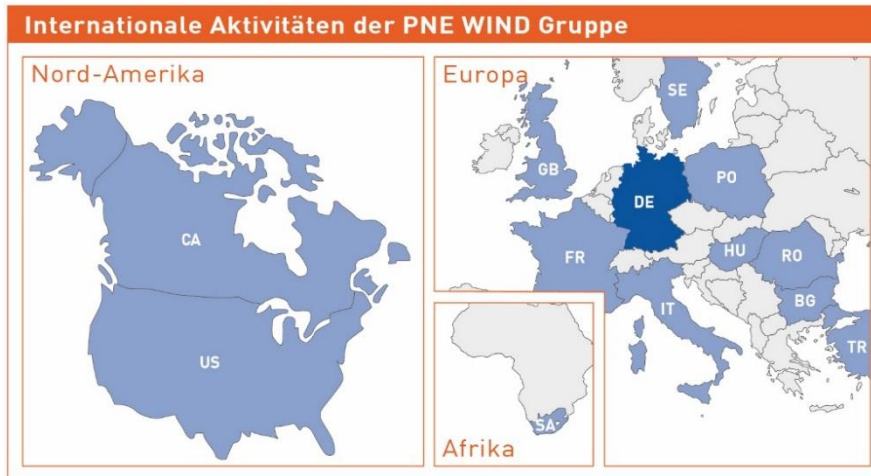 Internationale Aktivitäten der PNE WIND Gruppe
Nord-Amerika
CA
US
Europa
SE
GB
PO
DE
FR
HU
RO
BG
IT
TR
SA
Afrika